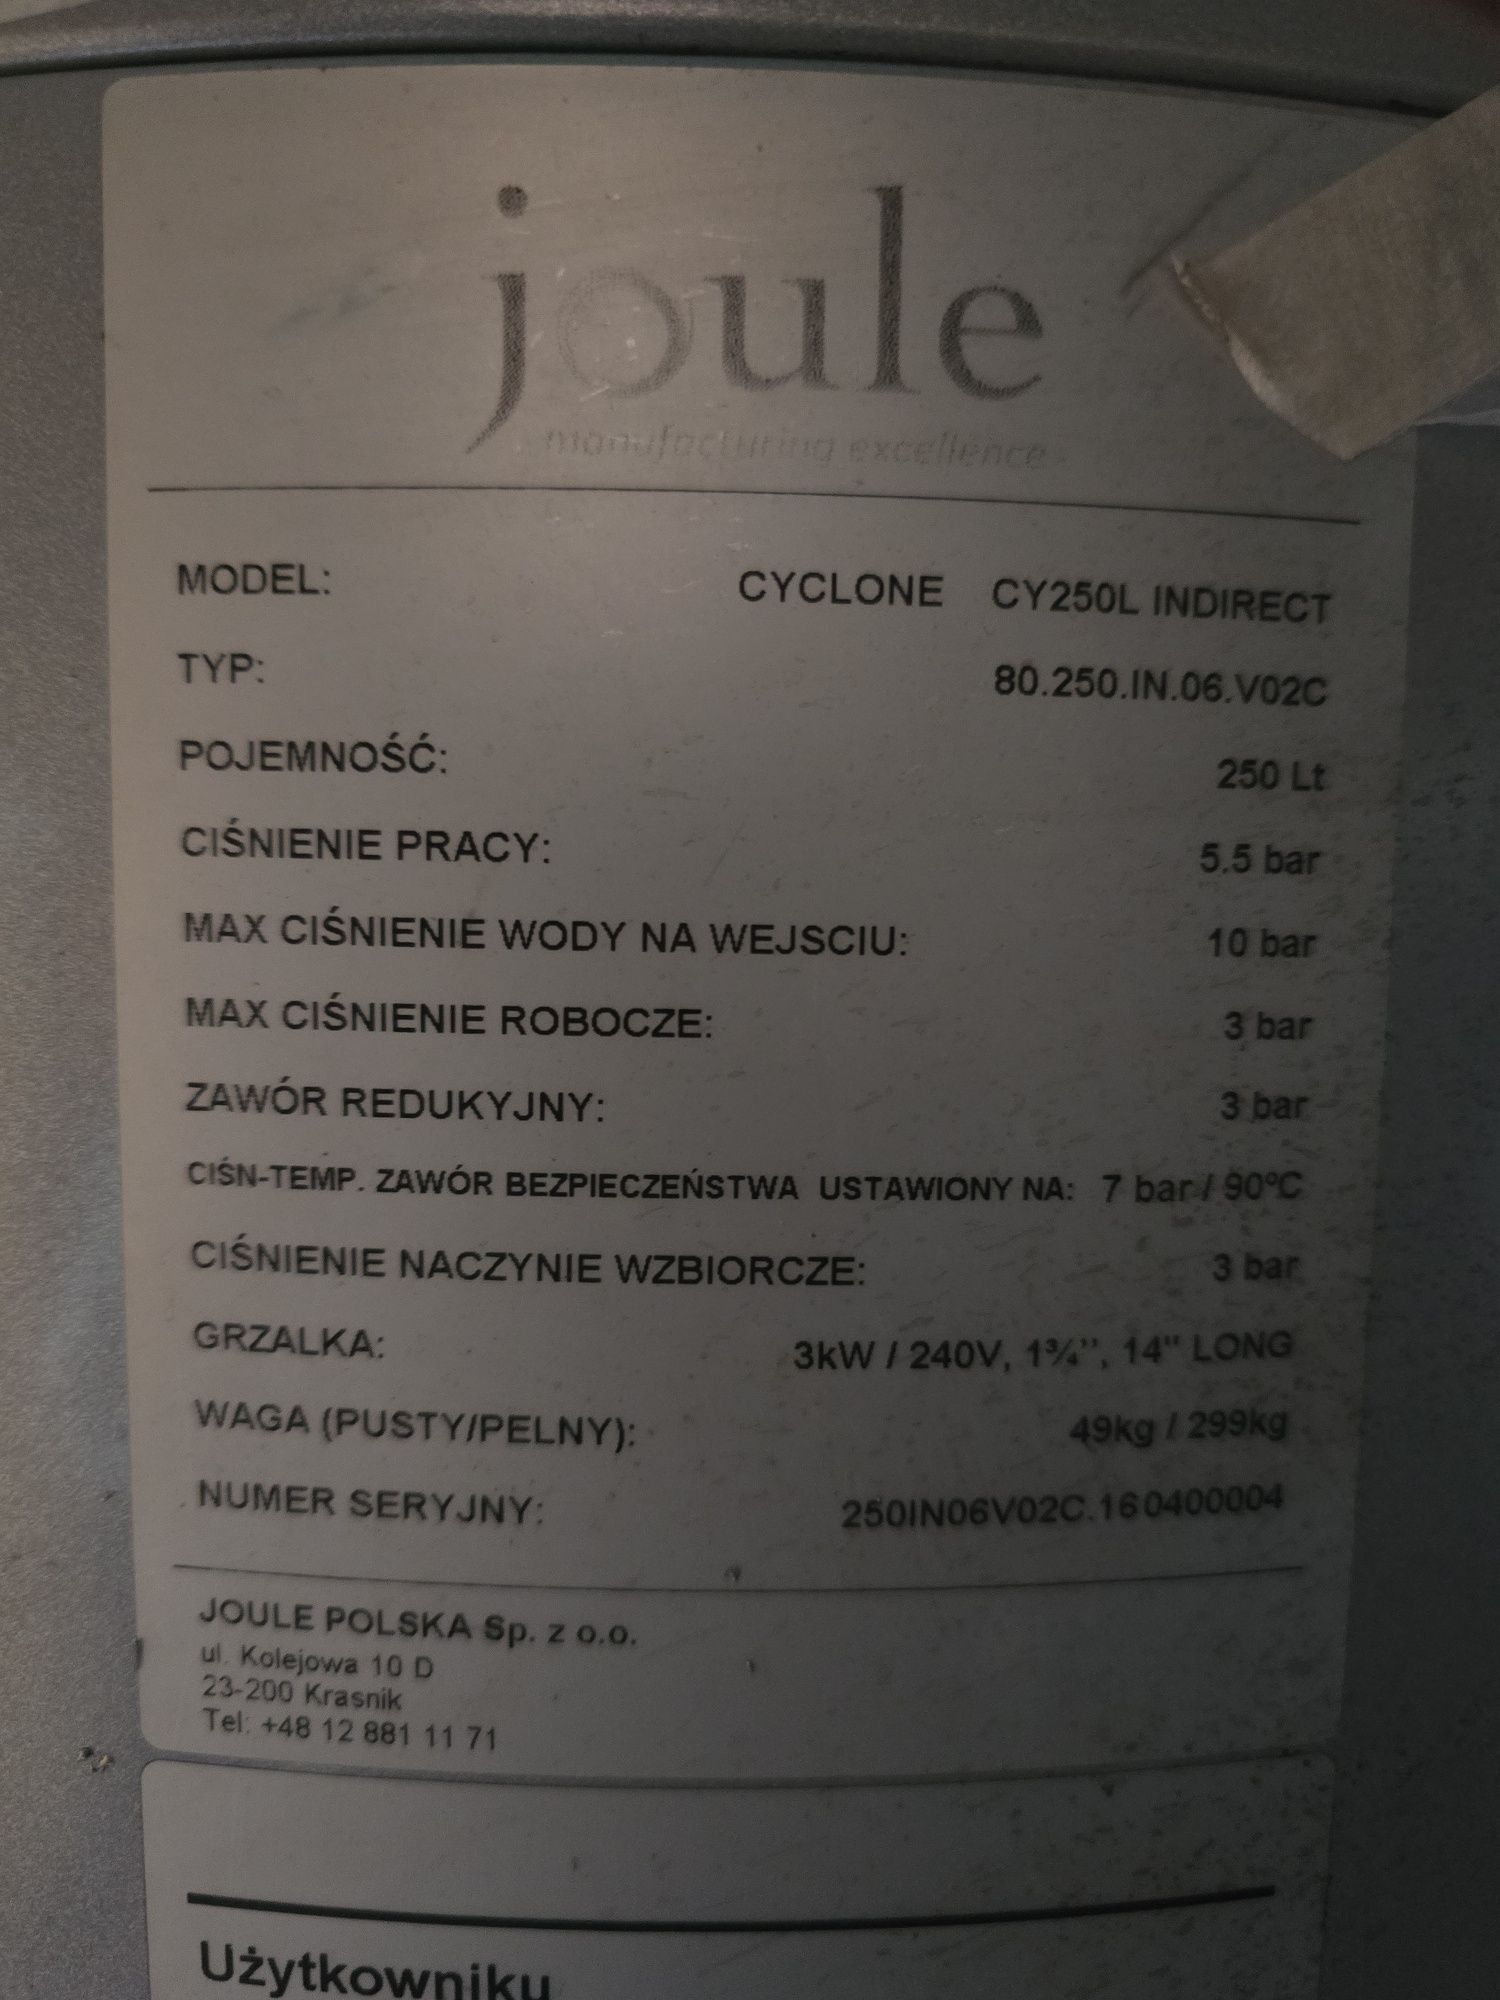 joule
manufacturing excellence
MODEL: CYCLONE CY250L INDIRECT
TYP: 80.250.IN.06.V02C
POJEMNOŚĆ: 250 Lt
CIŚNIENIE PRACY: 5.5 bar
MAX CIŚNIENIE WODY NA WEJSCIU: 10 bar
MAX CIŚNIENIE ROBOCZE: 3 bar
ZAWÓR REDUKYJNY: 3 bar
CIŚN-TEMP. ZAWÓR BEZPIECZEŃSTWA USTAWIONY NA: 7 bar / 90ºC
CIŚNIENIE NACZYNIE WZBIORCZE: 3 bar
GRZALKA: 3kW / 240V, 1¾'', 14" LONG
WAGA (PUSTY/PELNY): 49kg / 299kg
NUMER SERYJNY: 250IN06V02C.160400004
JOULE POLSKA Sp. z o.o.
ul. Kolejowa 10 D
23-200 Krasnik
Tel: +48 12 881 11 71
Użytkowniku